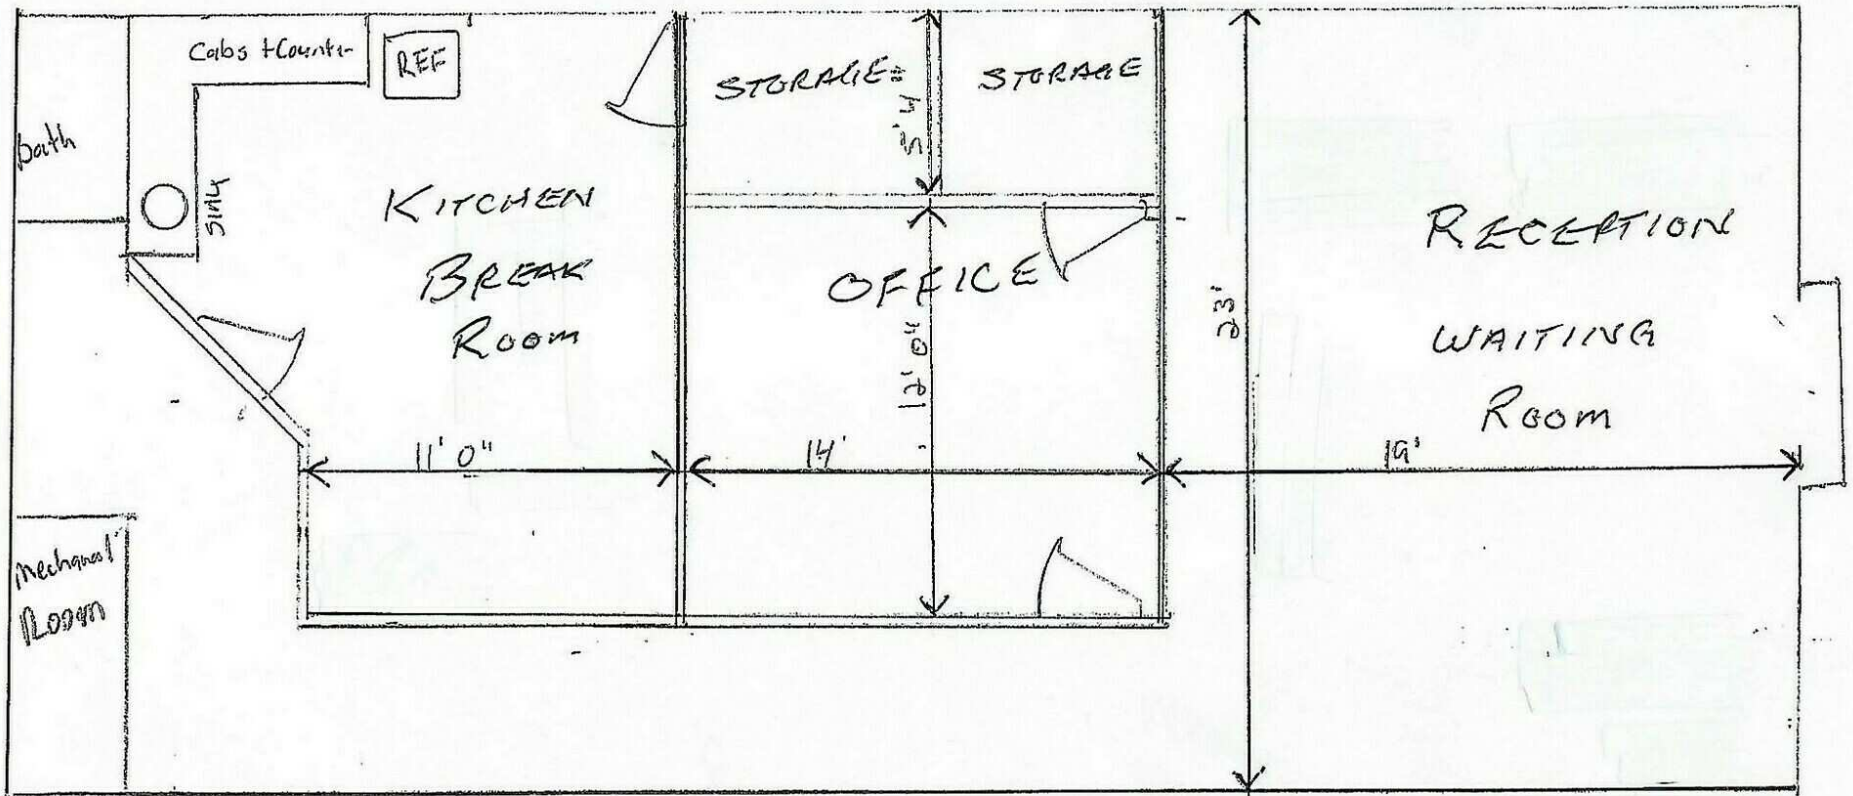 Cabs + Counter
REF
STORAGE
STORAGE
bath
5' 4"
Sink
KITCHEN
BREAK
ROOM
OFFICE
RECEPTION
WAITING
ROOM
23'
12' 0"
11' 0"
14'
19'
Mechanical
Room